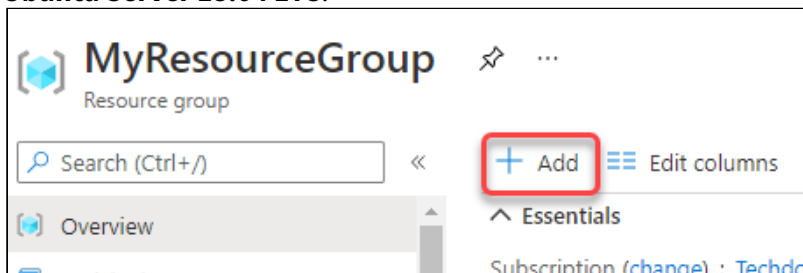 MyResourceGroup
Resource group
Search (Ctrl+/)
«
+ Add
Edit columns
Overview
Essentials
Subscription (change) :